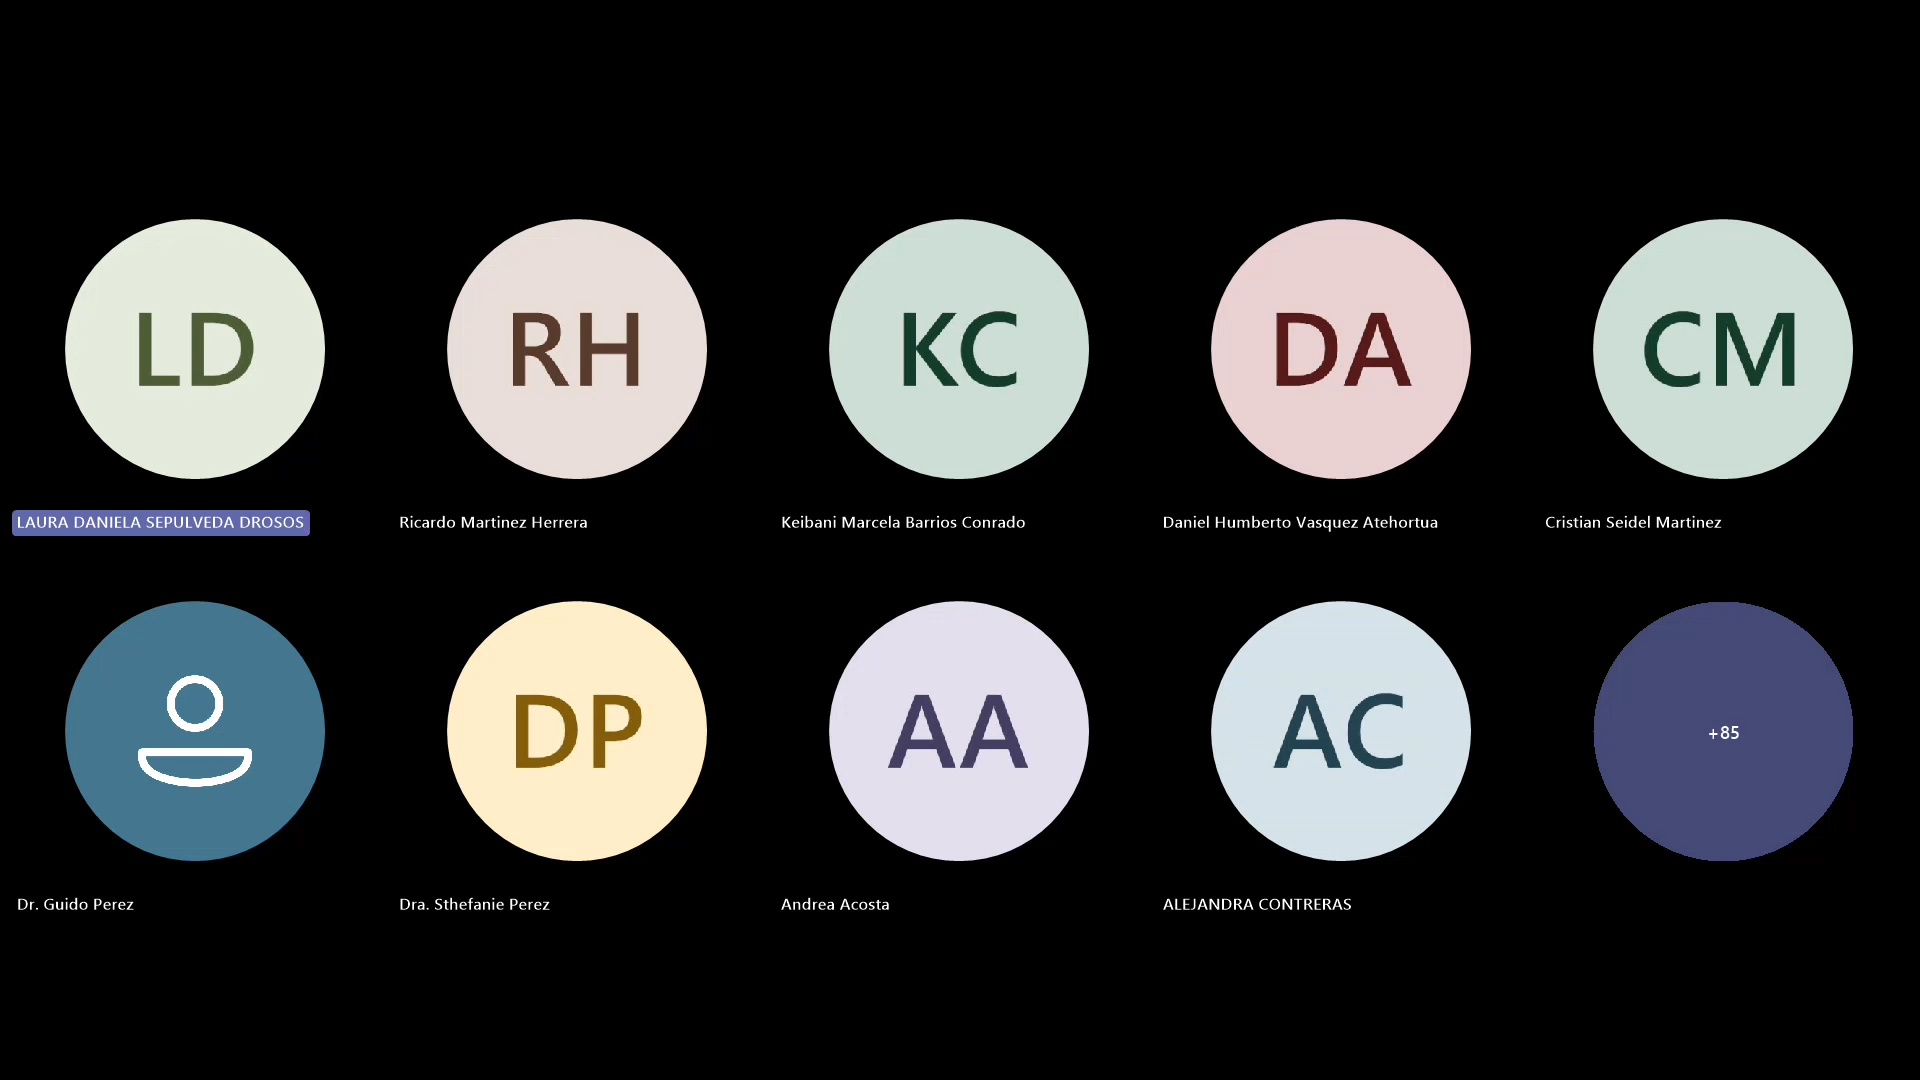 LD
RH
KC
DA
CM
LAURA DANIELA SEPULVEDA DROSOS
Ricardo Martinez Herrera
Keibani Marcela Barrios Conrado
Daniel Humberto Vasquez Atehortua
Cristian Seidel Martinez
DP
AA
AC
+85
Dr. Guido Perez
Dra. Sthefanie Perez
Andrea Acosta
ALEJANDRA CONTRERAS